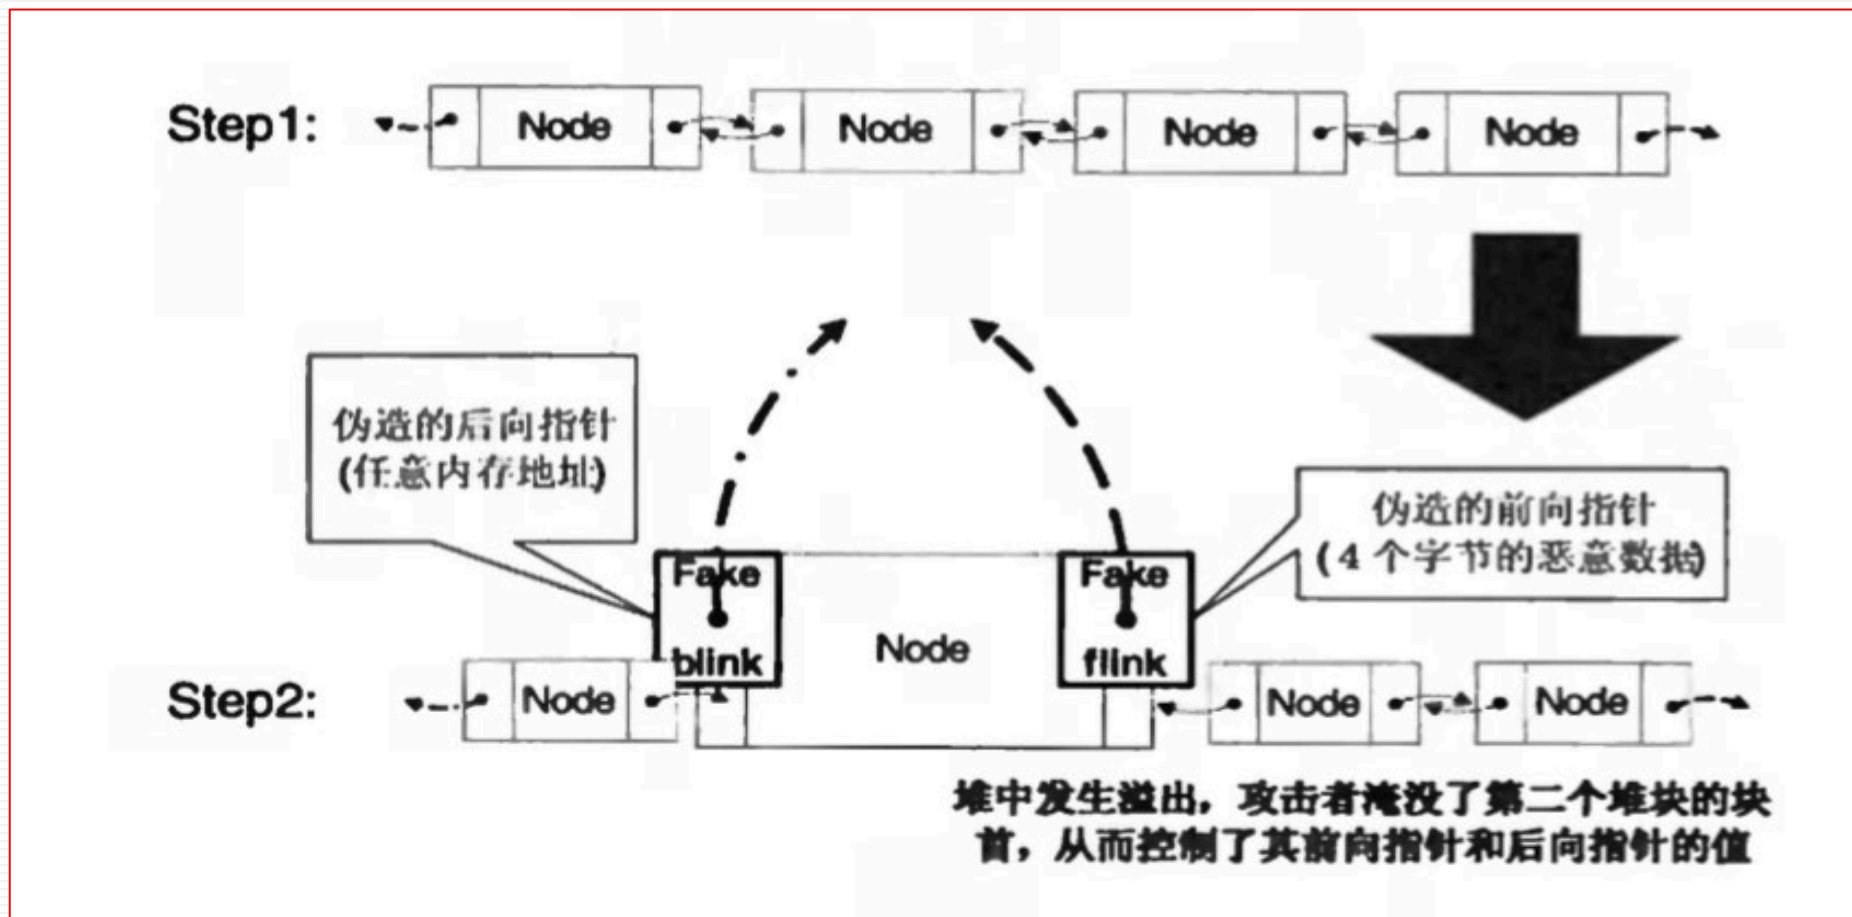 Step1:
Node
Node
Node
Node
伪造的后向指针
(任意内存地址)
伪造的前向指针
(4 个字节的恶意数据)
Fake
blink
Node
Fake
flink
Step2:
Node
Node
Node
堆中发生溢出，攻击者淹没了第二个堆块的块
首，从而控制了其前向指针和后向指针的值